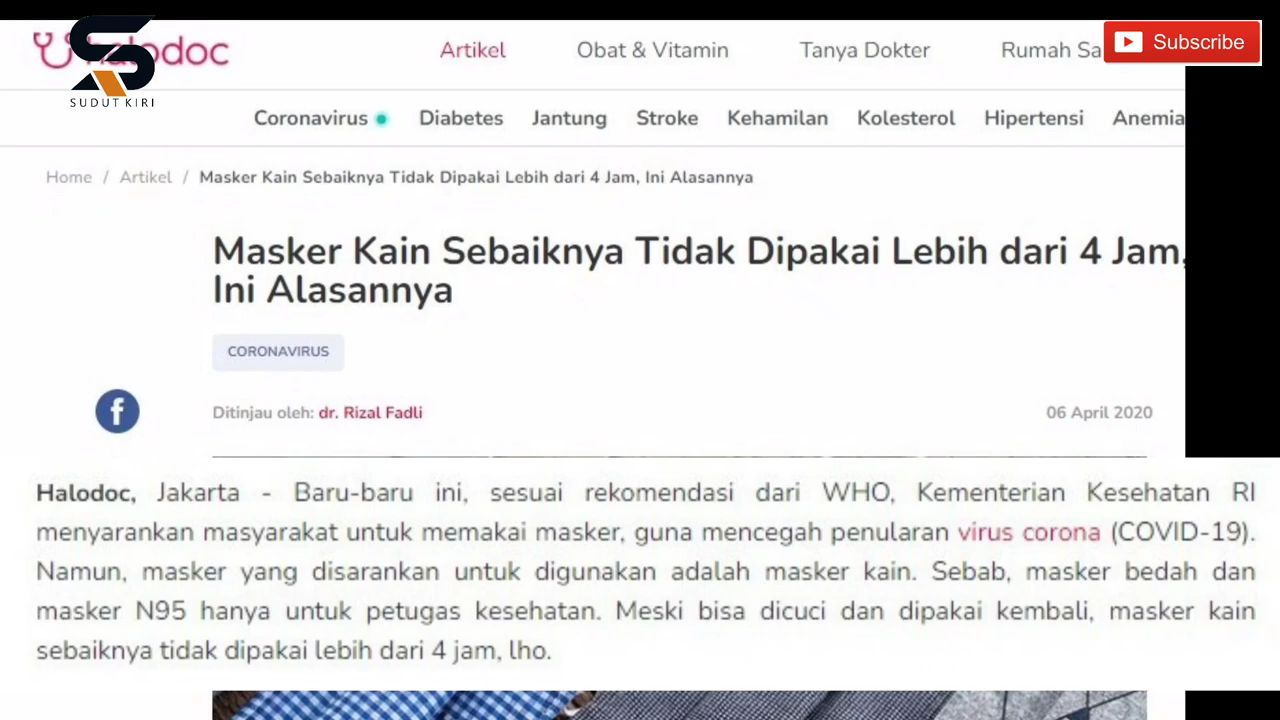 halodoc
SUDUT KIRI
Artikel Obat & Vitamin Tanya Dokter Rumah Sa
Subscribe
Coronavirus Diabetes Jantung Stroke Kehamilan Kolesterol Hipertensi Anemia
Home / Artikel / Masker Kain Sebaiknya Tidak Dipakai Lebih dari 4 Jam, Ini Alasannya
Masker Kain Sebaiknya Tidak Dipakai Lebih dari 4 Jam,
Ini Alasannya
CORONAVIRUS
Ditinjau oleh: dr. Rizal Fadli 06 April 2020
Halodoc, Jakarta - Baru-baru ini, sesuai rekomendasi dari WHO, Kementerian Kesehatan RI
menyarankan masyarakat untuk memakai masker, guna mencegah penularan virus corona (COVID-19).
Namun, masker yang disarankan untuk digunakan adalah masker kain. Sebab, masker bedah dan
masker N95 hanya untuk petugas kesehatan. Meski bisa dicuci dan dipakai kembali, masker kain
sebaiknya tidak dipakai lebih dari 4 jam, lho.